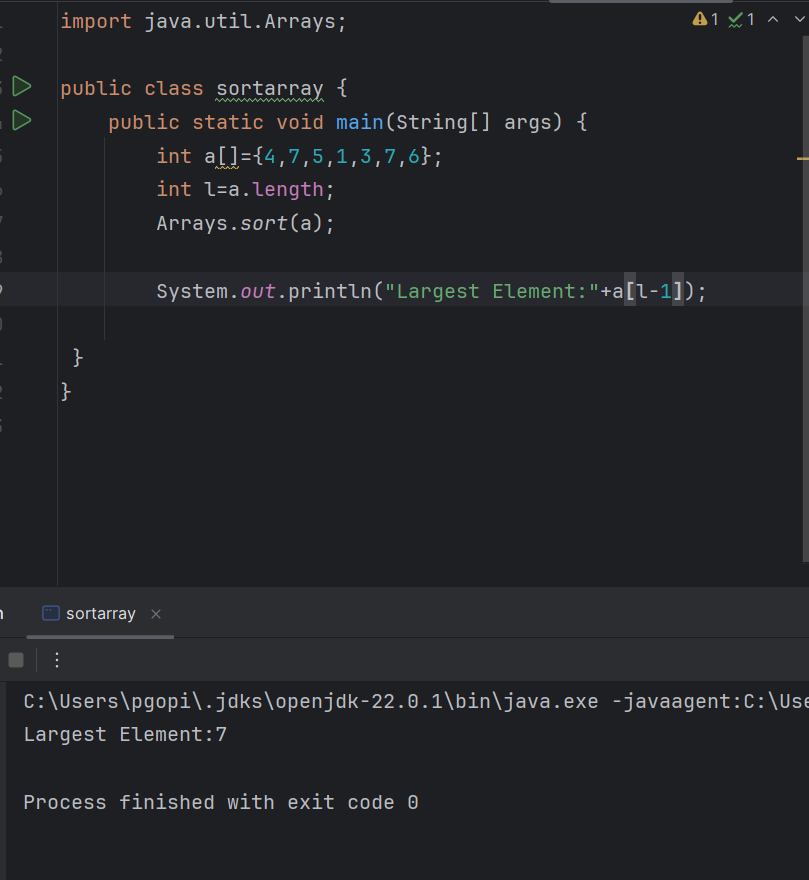 import java.util.Arrays;
1 1
public class sortarray {
public static void main(String[] args) {
int a[]={4,7,5,1,3,7,6};
int l=a.length;
Arrays.sort(a);
System.out.println("Largest Element:"+a[l-1]);
}
}
sortarray
C:\Users\pgopi\.jdks\openjdk-22.0.1\bin\java.exe -javaagent:C:\Use
Largest Element:7
Process finished with exit code 0